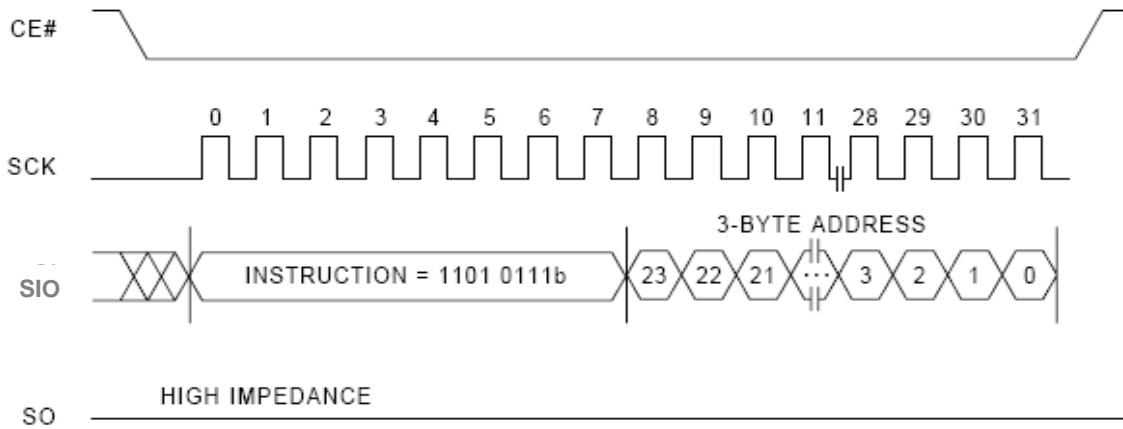 CE#
0 1 2 3 4 5 6 7 8 9 10 11 28 29 30 31
SCK
3-BYTE ADDRESS
SIO INSTRUCTION = 1101 0111b 23 22 21 ... 3 2 1 0
HIGH IMPEDANCE
SO